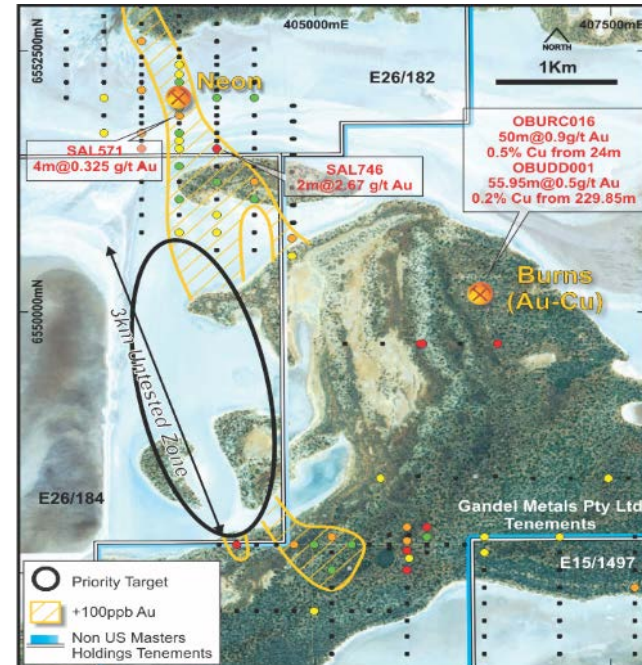 405000mE
407500mE
6552500mN
NORTH
1Km
E26/182
Neon
OBURC016
50m@0.9g/t Au
0.5% Cu from 24m
OBUDD001
55.95m@0.5g/t Au
0.2% Cu from 229.85m
SAL571
4m@0.325 g/t Au
SAL746
2m@2.67 g/t Au
Burns
(Au-Cu)
6550000mN
3km Untested Zone
E26/184
Gandel Metals Pty Ltd
Tenements
E15/1497
Priority Target
+100ppb Au
Non US Masters
Holdings Tenements